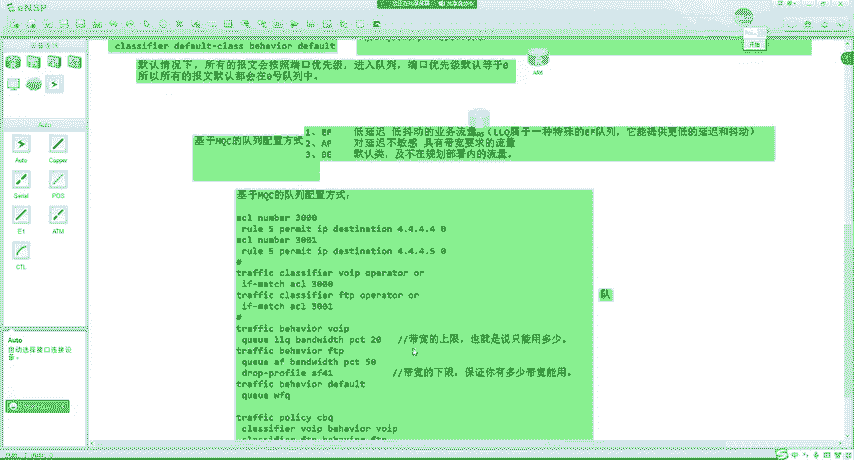 eNSP
classifier default-class behavior default
默认情况下，所有的报文会按照端口优先级，进入队列，端口优先级默认等于0
所以所有的报文默认都会在0号队列中。
AR6
基于MQC的队列配置方式
1、EF 低延迟 低抖动的业务流量。（LLQ属于一种特殊的EF队列，它能提供更低的延迟和抖动）
2、AF 对延迟不敏感 具有带宽要求的流量
3、BE 默认类，及不在规划部署内的流量。
基于MQC的队列配置方式：
acl number 3000
rule 5 permit ip destination 4.4.4.4 0
acl number 3001
rule 5 permit ip destination 4.4.4.5 0
#
traffic classifier voip operator or
if-match acl 3000
traffic classifier ftp operator or
if-match acl 3001
#
traffic behavior voip
queue llq bandwidth pct 20 //带宽的上限，也就是说只能用多少。
traffic behavior ftp
queue af bandwidth pct 50
drop-profile af41 //带宽的下限，保证你有多少带宽能用。
traffic behavior default
queue wfq
traffic policy cbq
classifier voip behavior voip
classifier ftp behavior ftp
队
Auto
Auto
Copper
Serial
POS
E1
ATM
CTL
Auto
自动选择接口连接设备。